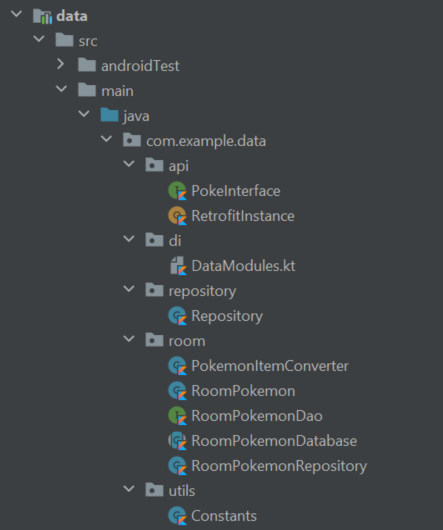 data
src
androidTest
main
java
com.example.data
api
PokeInterface
RetrofitInstance
di
DataModules.kt
repository
Repository
room
PokemonItemConverter
RoomPokemon
RoomPokemonDao
RoomPokemonDatabase
RoomPokemonRepository
utils
Constants